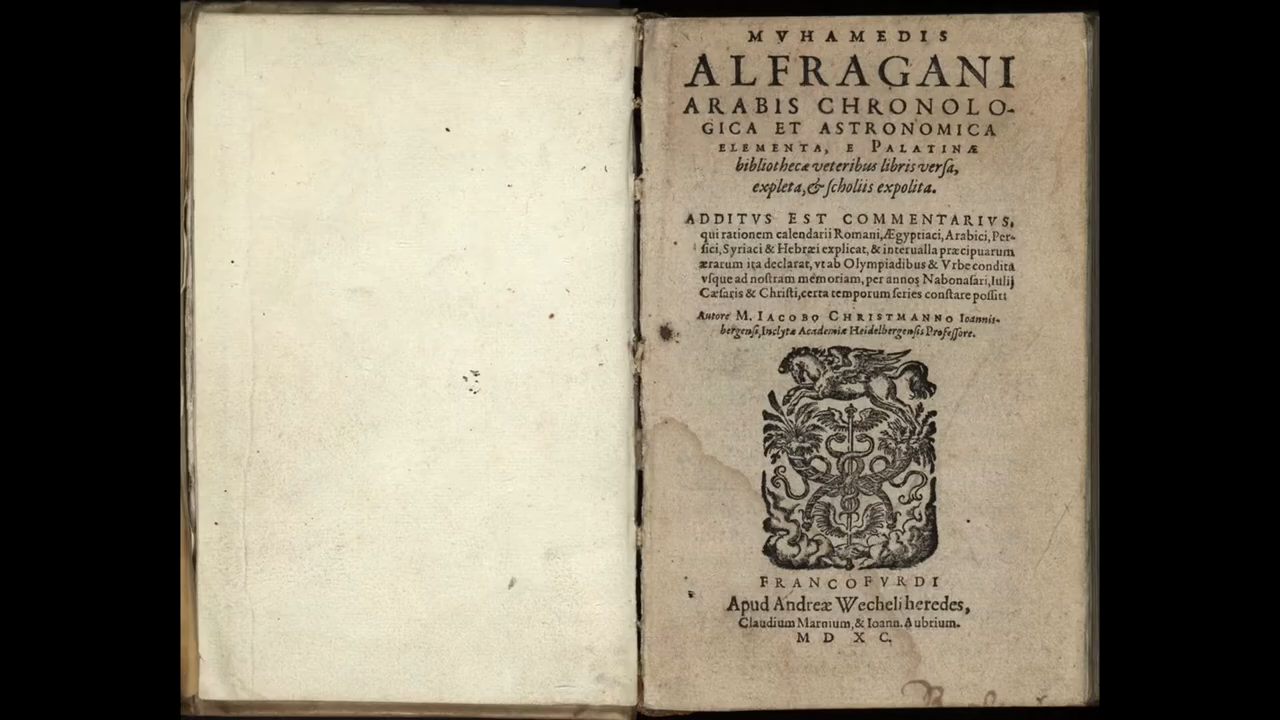 MVHAMEDIS
ALFRAGANI
ARABIS CHRONOLO-
GICA ET ASTRONOMICA
ELEMENTA, E PALATINÆ
bibliothecæ veteribus libris versa,
expleta, & scholiis expolita.
ADDITVS EST COMMENTARIVS,
qui rationem calendarii Romani, Ægyptiaci, Arabici, Per-
sici, Syriaci & Hebræi explicat, & interualla præcipuarum
ærarum ita declarat, vt ab Olympiadibus & Vrbe condita
vsque ad nostram memoriam, per annos Nabonasari, Iulij
Cæsaris & Christi, certa temporum series constare possit:
Autore M. IACOBO CHRISTMANNO Ioannis-
bergensi, Inclytæ Academiæ Heidelbergensis Professore.
FRANCOFVRDI
Apud Andreæ Wecheli heredes,
Claudium Marnium, & Ioann. Aubrium.
M D X C.